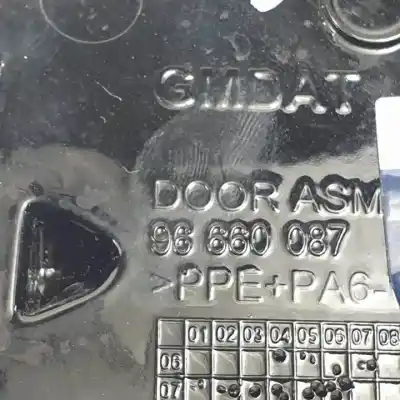 GMDAT
DOOR ASM
96 660 087
>PPE+PA6-
01 02 03 04 05 06 07 08
06
07